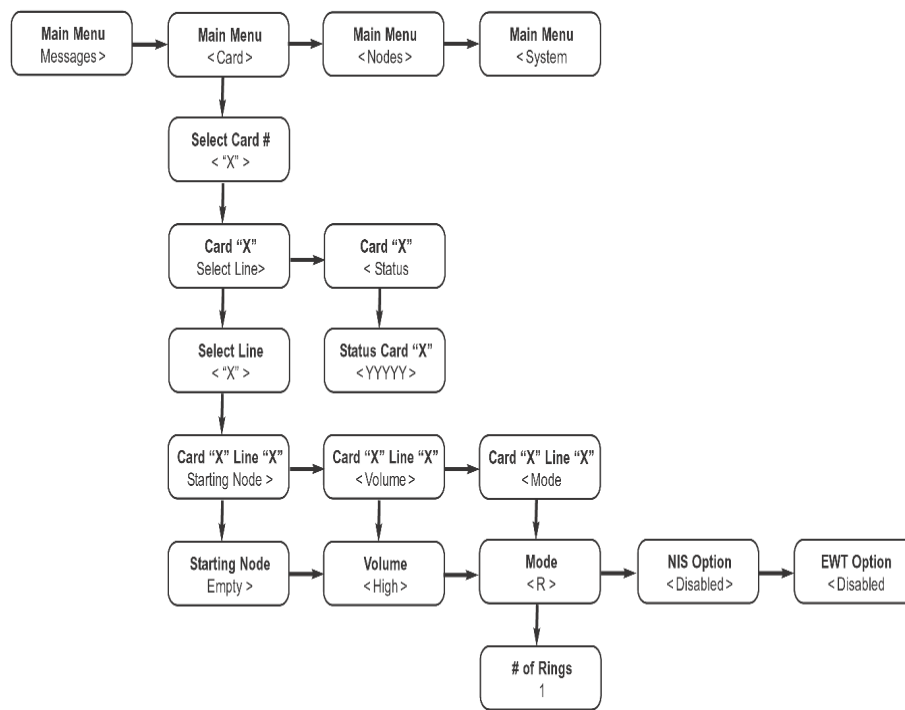 Main Menu
Messages >
Main Menu
< Card >
Main Menu
< Nodes >
Main Menu
< System
Select Card #
< “X” >
Card “X”
Select Line>
Card “X”
< Status
Select Line
< “X” >
Status Card “X”
< YYYYY >
Card “X” Line “X”
Starting Node >
Card “X” Line “X”
< Volume >
Card “X” Line “X”
< Mode
Starting Node
Empty >
Volume
< High >
Mode
< R >
NIS Option
< Disabled >
EWT Option
< Disabled
# of Rings
1